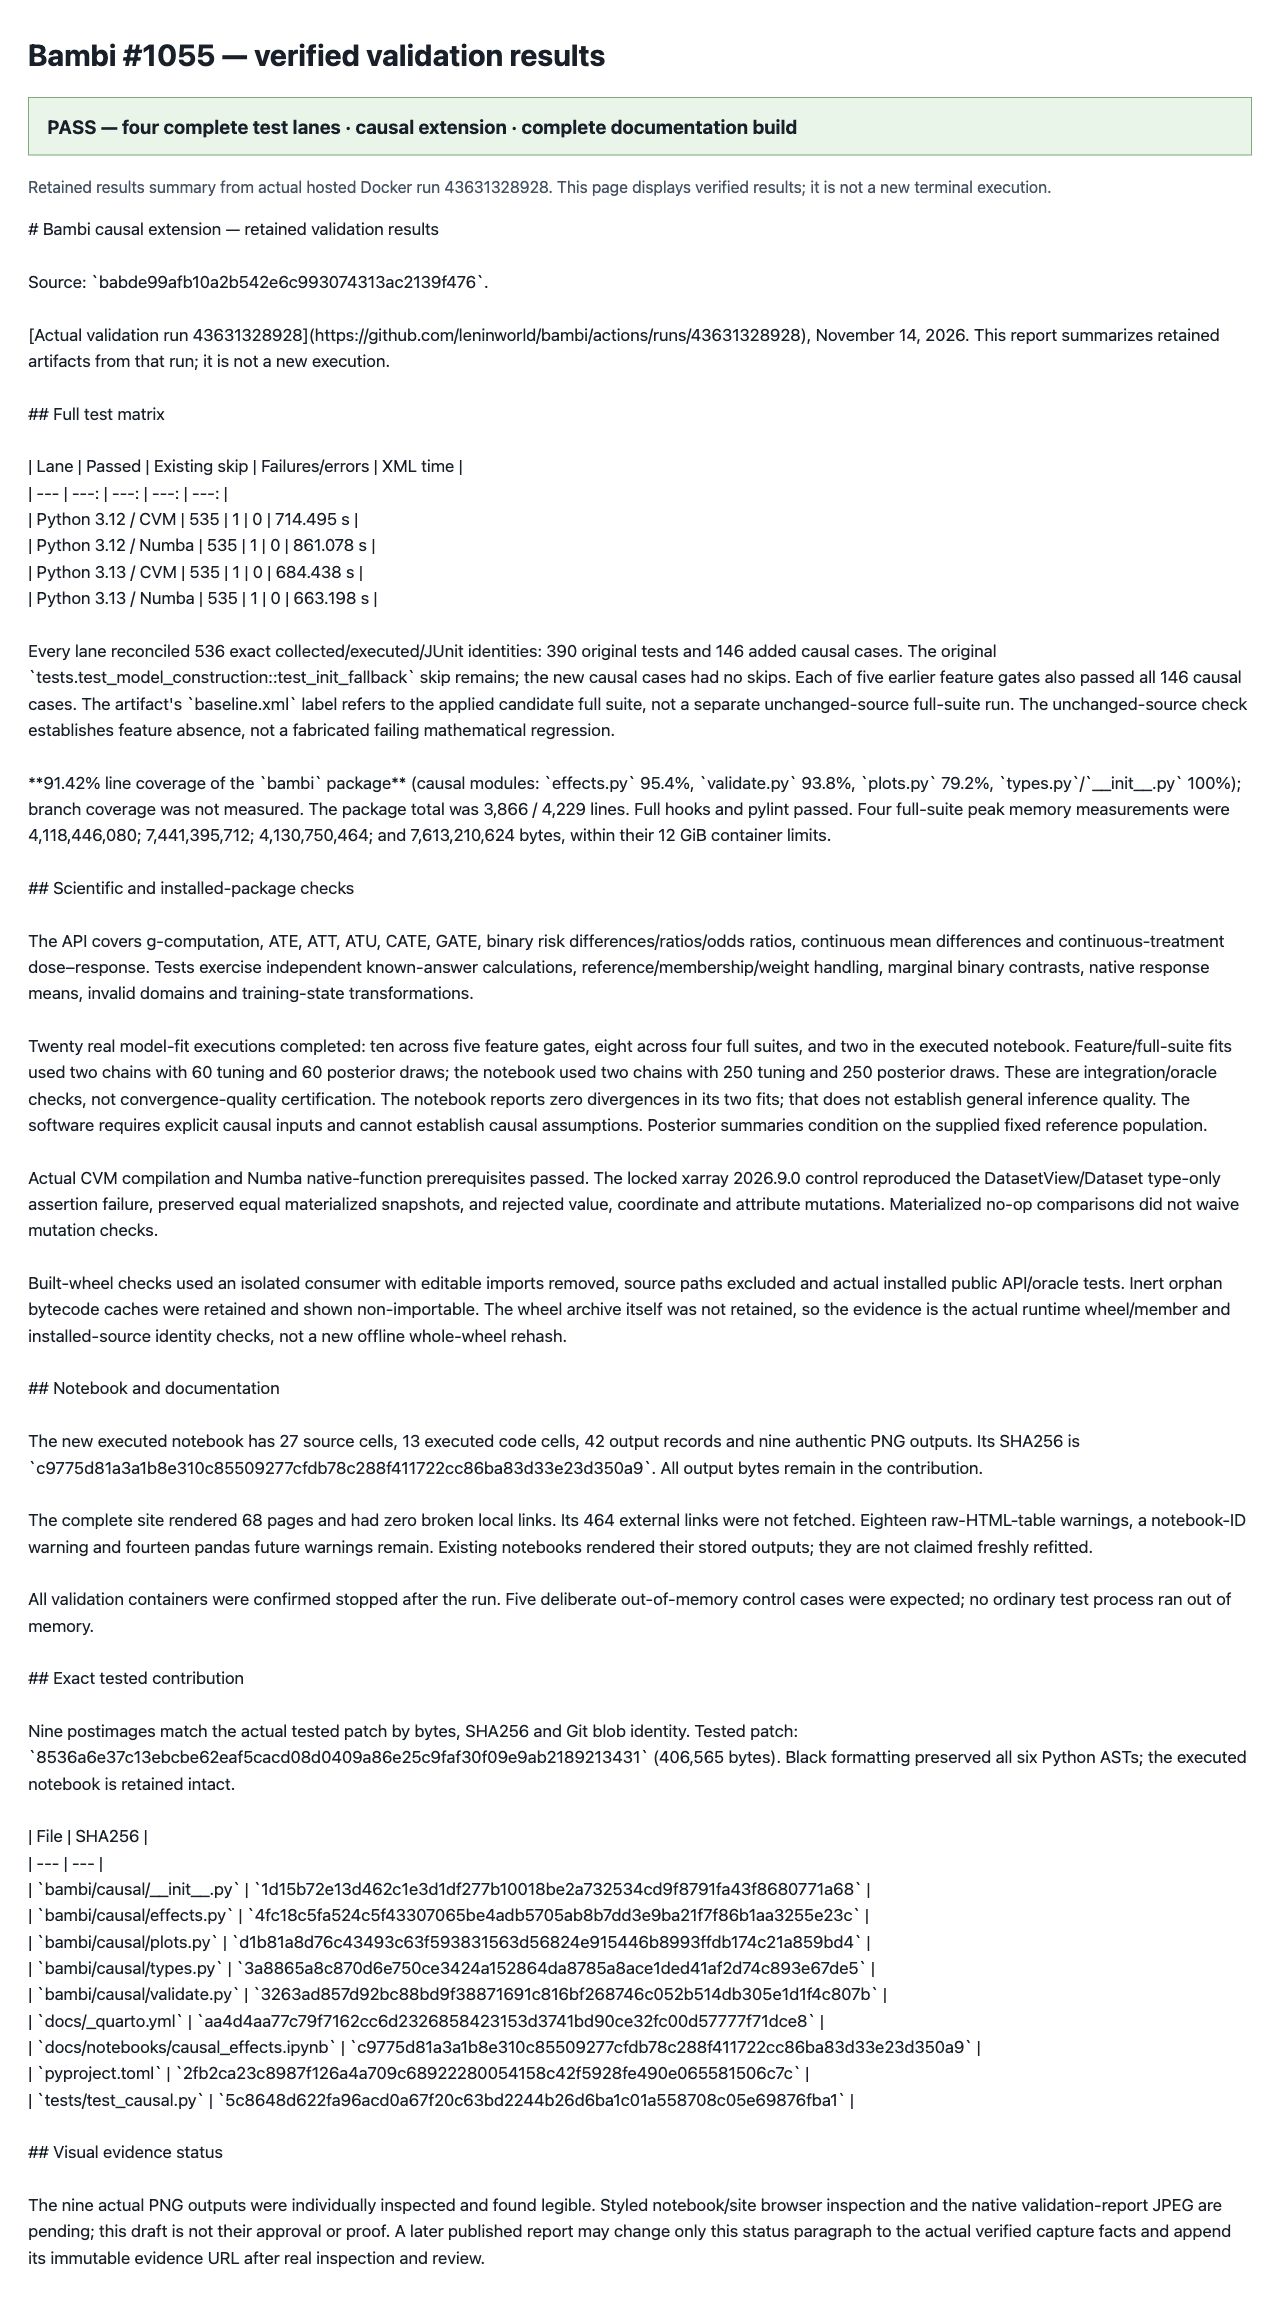 Bambi #1055 — verified validation results
PASS — four complete test lanes · causal extension · complete documentation build
Retained results summary from actual hosted Docker run 43631328928. This page displays verified results; it is not a new terminal execution.
# Bambi causal extension — retained validation results
Source: `babde99afb10a2b542e6c993074313ac2139f476`.
[Actual validation run 43631328928](https://github.com/leninworld/bambi/actions/runs/43631328928), November 14, 2026. This report summarizes retained
artifacts from that run; it is not a new execution.
## Full test matrix
| Lane | Passed | Existing skip | Failures/errors | XML time |
| --- | ---: | ---: | ---: | ---: |
| Python 3.12 / CVM | 535 | 1 | 0 | 714.495 s |
| Python 3.12 / Numba | 535 | 1 | 0 | 861.078 s |
| Python 3.13 / CVM | 535 | 1 | 0 | 684.438 s |
| Python 3.13 / Numba | 535 | 1 | 0 | 663.198 s |
Every lane reconciled 536 exact collected/executed/JUnit identities: 390 original tests and 146 added causal cases. The original
`tests.test_model_construction::test_init_fallback` skip remains; the new causal cases had no skips. Each of five earlier feature gates also passed all 146 causal
cases. The artifact's `baseline.xml` label refers to the applied candidate full suite, not a separate unchanged-source full-suite run. The unchanged-source check
establishes feature absence, not a fabricated failing mathematical regression.
**91.42% line coverage of the `bambi` package** (causal modules: `effects.py` 95.4%, `validate.py` 93.8%, `plots.py` 79.2%, `types.py`/`__init__.py` 100%);
branch coverage was not measured. The package total was 3,866 / 4,229 lines. Full hooks and pylint passed. Four full-suite peak memory measurements were
4,118,446,080; 7,441,395,712; 4,130,750,464; and 7,613,210,624 bytes, within their 12 GiB container limits.
## Scientific and installed-package checks
The API covers g-computation, ATE, ATT, ATU, CATE, GATE, binary risk differences/ratios/odds ratios, continuous mean differences and continuous-treatment
dose–response. Tests exercise independent known-answer calculations, reference/membership/weight handling, marginal binary contrasts, native response
means, invalid domains and training-state transformations.
Twenty real model-fit executions completed: ten across five feature gates, eight across four full suites, and two in the executed notebook. Feature/full-suite fits
used two chains with 60 tuning and 60 posterior draws; the notebook used two chains with 250 tuning and 250 posterior draws. These are integration/oracle
checks, not convergence-quality certification. The notebook reports zero divergences in its two fits; that does not establish general inference quality. The
software requires explicit causal inputs and cannot establish causal assumptions. Posterior summaries condition on the supplied fixed reference population.
Actual CVM compilation and Numba native-function prerequisites passed. The locked xarray 2026.9.0 control reproduced the DatasetView/Dataset type-only
assertion failure, preserved equal materialized snapshots, and rejected value, coordinate and attribute mutations. Materialized no-op comparisons did not waive
mutation checks.
Built-wheel checks used an isolated consumer with editable imports removed, source paths excluded and actual installed public API/oracle tests. Inert orphan
bytecode caches were retained and shown non-importable. The wheel archive itself was not retained, so the evidence is the actual runtime wheel/member and
installed-source identity checks, not a new offline whole-wheel rehash.
## Notebook and documentation
The new executed notebook has 27 source cells, 13 executed code cells, 42 output records and nine authentic PNG outputs. Its SHA256 is
`c9775d81a3a1b8e310c85509277cfdb78c288f411722cc86ba83d33e23d350a9`. All output bytes remain in the contribution.
The complete site rendered 68 pages and had zero broken local links. Its 464 external links were not fetched. Eighteen raw-HTML-table warnings, a notebook-ID
warning and fourteen pandas future warnings remain. Existing notebooks rendered their stored outputs; they are not claimed freshly refitted.
All validation containers were confirmed stopped after the run. Five deliberate out-of-memory control cases were expected; no ordinary test process ran out of
memory.
## Exact tested contribution
Nine postimages match the actual tested patch by bytes, SHA256 and Git blob identity. Tested patch:
`8536a6e37c13ebcbe62eaf5cacd08d0409a86e25c9faf30f09e9ab2189213431` (406,565 bytes). Black formatting preserved all six Python ASTs; the executed
notebook is retained intact.
| File | SHA256 |
| --- | --- |
| `bambi/causal/__init__.py` | `1d15b72e13d462c1e3d1df277b10018be2a732534cd9f8791fa43f8680771a68` |
| `bambi/causal/effects.py` | `4fc18c5fa524c5f43307065be4adb5705ab8b7dd3e9ba21f7f86b1aa3255e23c` |
| `bambi/causal/plots.py` | `d1b81a8d76c43493c63f593831563d56824e915446b8993ffdb174c21a859bd4` |
| `bambi/causal/types.py` | `3a8865a8c870d6e750ce3424a152864da8785a8ace1ded41af2d74c893e67de5` |
| `bambi/causal/validate.py` | `3263ad857d92bc88bd9f38871691c816bf268746c052b514db305e1d1f4c807b` |
| `docs/_quarto.yml` | `aa4d4aa77c79f7162cc6d2326858423153d3741bd90ce32fc00d57777f71dce8` |
| `docs/notebooks/causal_effects.ipynb` | `c9775d81a3a1b8e310c85509277cfdb78c288f411722cc86ba83d33e23d350a9` |
| `pyproject.toml` | `2fb2ca23c8987f126a4a709c68922280054158c42f5928fe490e065581506c7c` |
| `tests/test_causal.py` | `5c8648d622fa96acd0a67f20c63bd2244b26d6ba1c01a558708c05e69876fba1` |
## Visual evidence status
The nine actual PNG outputs were individually inspected and found legible. Styled notebook/site browser inspection and the native validation-report JPEG are
pending; this draft is not their approval or proof. A later published report may change only this status paragraph to the actual verified capture facts and append
its immutable evidence URL after real inspection and review.